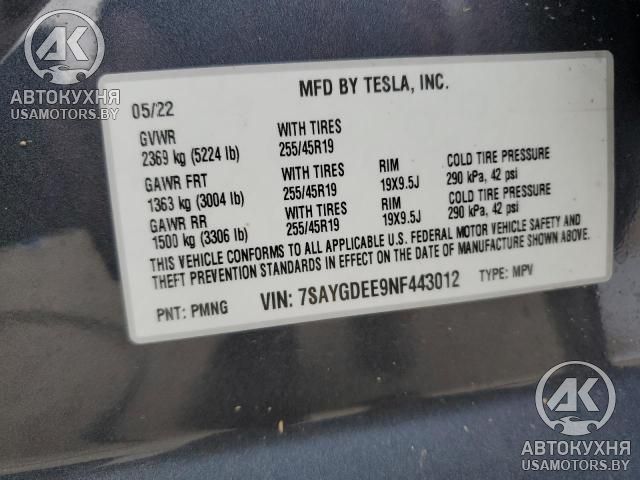 AK
АВТОКУХНЯ
USAMOTORS.BY
MFD BY TESLA, INC.
05/22
GVWR
2369 kg (5224 lb)
WITH TIRES
255/45R19
GAWR FRT
1363 kg (3004 lb)
WITH TIRES
255/45R19
RIM
19X9.5J
COLD TIRE PRESSURE
290 kPa, 42 psi
GAWR RR
1500 kg (3306 lb)
WITH TIRES
255/45R19
RIM
19X9.5J
COLD TIRE PRESSURE
290 kPa, 42 psi
THIS VEHICLE CONFORMS TO ALL APPLICABLE U.S. FEDERAL MOTOR VEHICLE SAFETY AND
THEFT PREVENTION STANDARDS IN EFFECT ON THE DATE OF MANUFACTURE SHOWN ABOVE.
PNT: PMNG
VIN: 7SAYGDEE9NF443012
TYPE: MPV
AK
АВТОКУХНЯ
USAMOTORS.BY